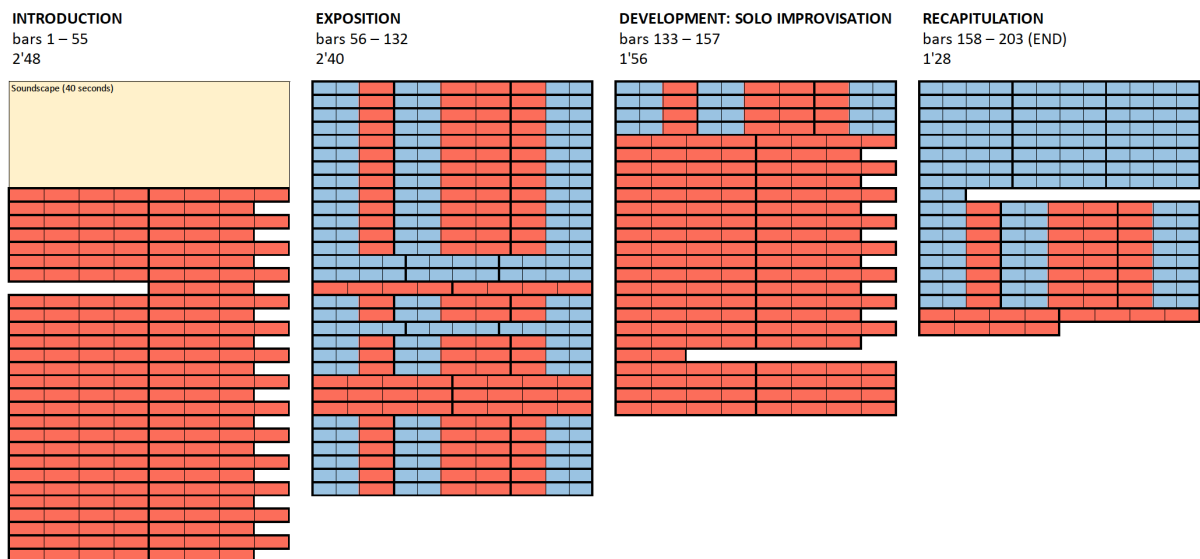 INTRODUCTION
bars 1 – 55
2'48
Soundscape (40 seconds)
EXPOSITION
bars 56 – 132
2'40
DEVELOPMENT: SOLO IMPROVISATION
bars 133 – 157
1'56
RECAPITULATION
bars 158 – 203 (END)
1'28